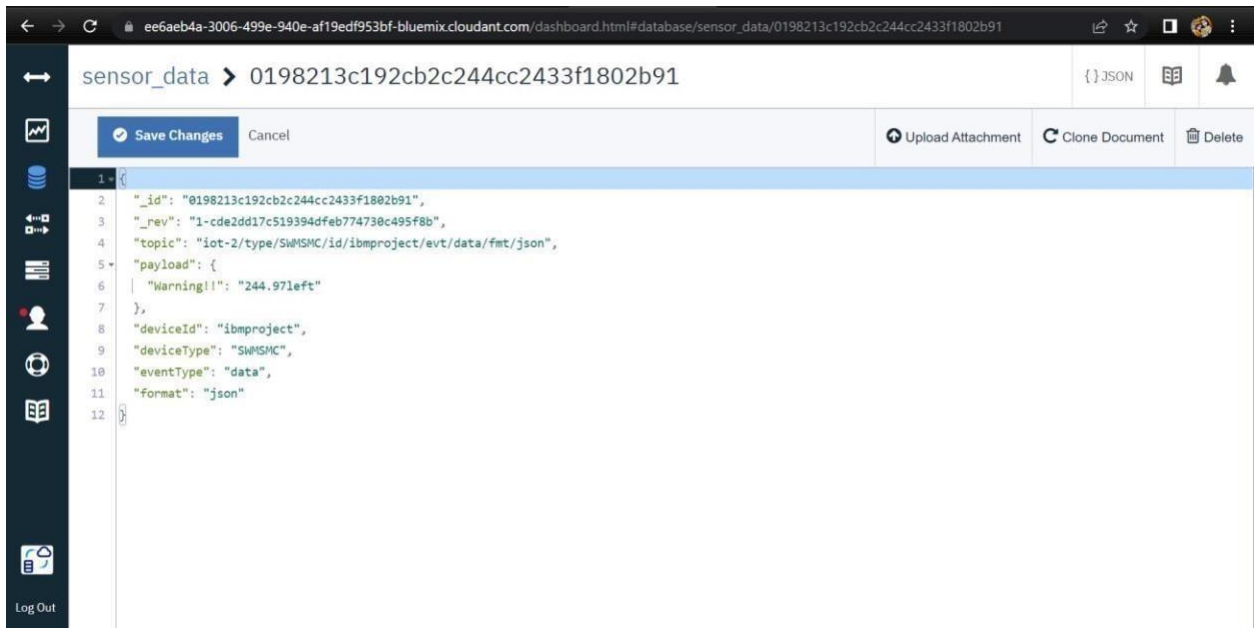 ee6aeb4a-3006-499e-940e-af19edf953bf-bluemix.cloudant.com/dashboard.html#database/sensor_data/0198213c192cb2c244cc2433f1802b91
sensor_data > 0198213c192cb2c244cc2433f1802b91 {} JSON
Save Changes Cancel Upload Attachment Clone Document Delete
1 {
2 "_id": "0198213c192cb2c244cc2433f1802b91",
3 "_rev": "1-cde2dd17c519394dfeb774730c495f8b",
4 "topic": "iot-2/type/SWMSMC/id/ibmproject/evt/data/fmt/json",
5 "payload": {
6 "Warning!!": "244.97left"
7 },
8 "deviceId": "ibmproject",
9 "deviceType": "SWMSMC",
10 "eventType": "data",
11 "format": "json"
12 }
Log Out